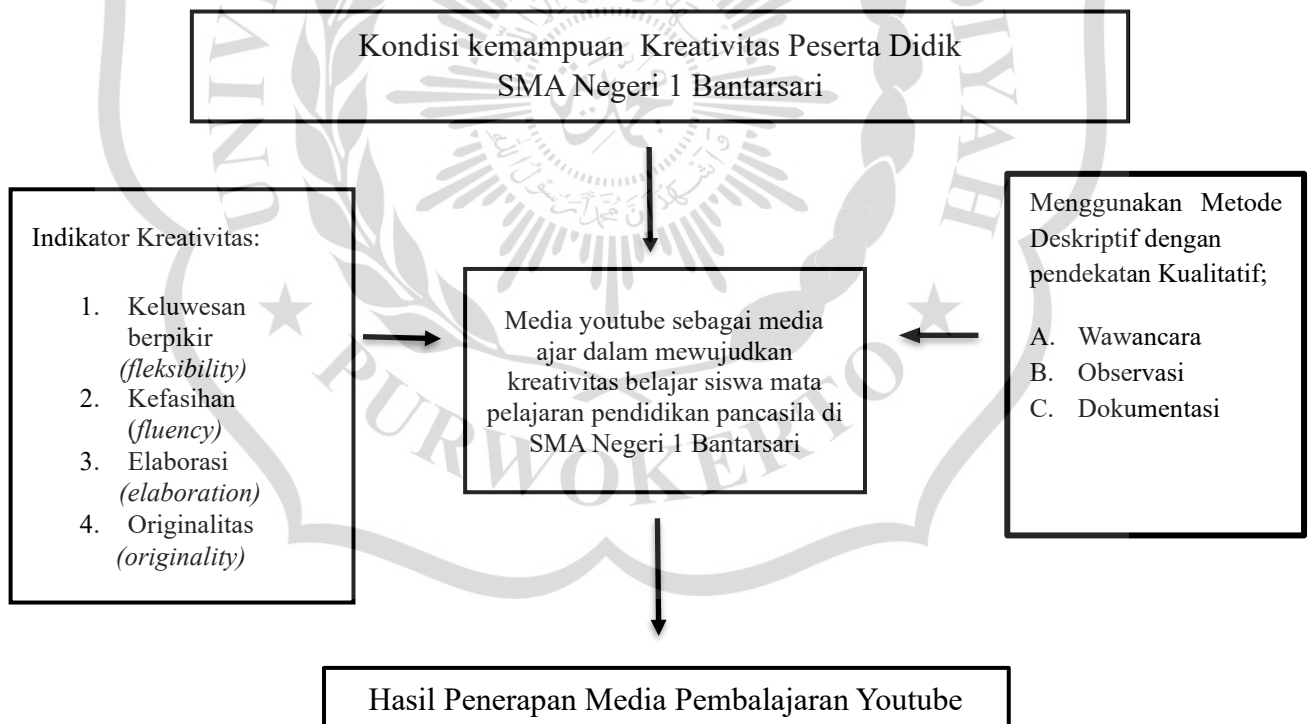 Kondisi kemampuan Kreativitas Peserta Didik
SMA Negeri 1 Bantarsari
Indikator Kreativitas:
1. Keluwesan
berpikir
(fleksibility)
2. Kefasihan
(fluency)
3. Elaborasi
(elaboration)
4. Originalitas
(originality)
Media youtube sebagai media
ajar dalam mewujudkan
kreativitas belajar siswa mata
pelajaran pendidikan pancasila di
SMA Negeri 1 Bantarsari
Menggunakan Metode
Deskriptif dengan
pendekatan Kualitatif;
A. Wawancara
B. Observasi
C. Dokumentasi
Hasil Penerapan Media Pembalajaran Youtube
PURWOKERTO